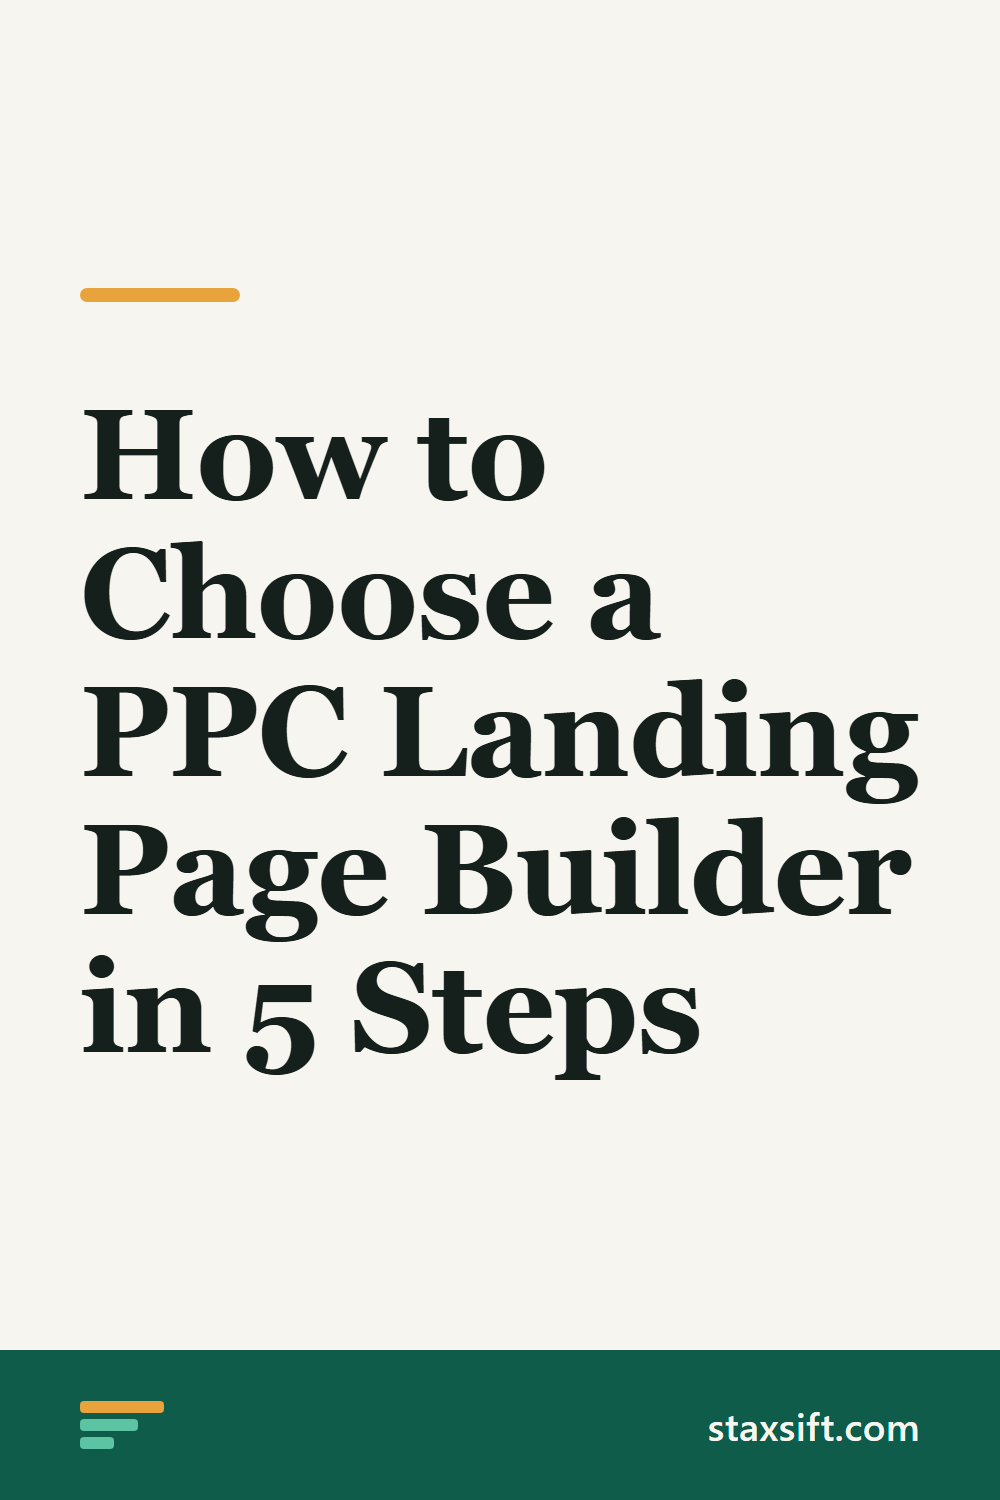 How to
Choose a
PPC Landing
Page Builder
in 5 Steps
staxsift.com